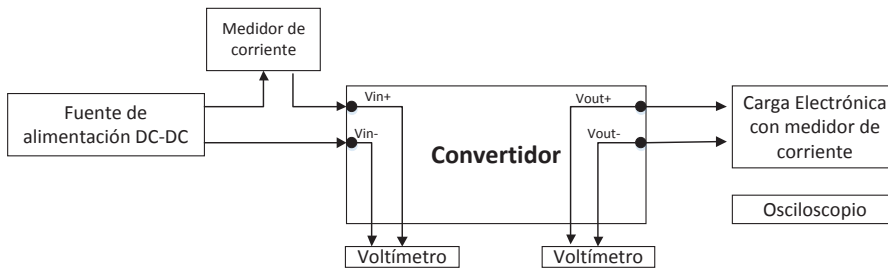 Medidor de
corriente
Fuente de
alimentación DC-DC
Vin+
Vin-
Convertidor
Vout+
Vout-
Carga Electrónica
con medidor de
corriente
Osciloscopio
Voltímetro
Voltímetro